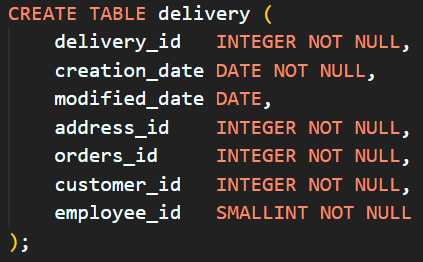 CREATE TABLE delivery (
    delivery_id   INTEGER NOT NULL,
    creation_date DATE NOT NULL,
    modified_date DATE,
    address_id    INTEGER NOT NULL,
    orders_id     INTEGER NOT NULL,
    customer_id   INTEGER NOT NULL,
    employee_id   SMALLINT NOT NULL
);